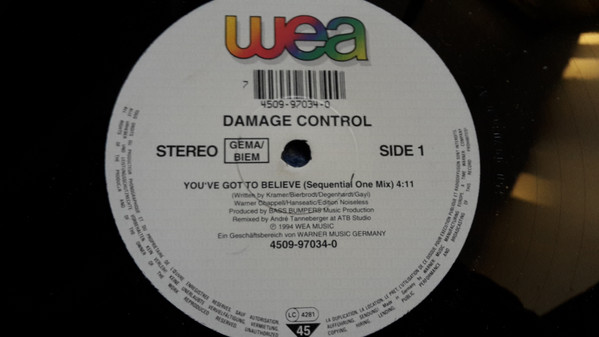 wea
7
4509-97034-0
DAMAGE CONTROL
STEREO
GEMA/
BIEM
SIDE 1
YOU'VE GOT TO BELIEVE (Sequential One Mix) 4:11
(Written by Kramer/Bierbrodt/Degenhardt/Gayl)
Warner Chappell/Hanseatic/Edition Noiseless
Produced by BASS BUMPERS Music Production
Remixed by André Tanneberger at ATB Studio
℗ © 1994 WEA MUSIC
Ein Geschäftsbereich von WARNER MUSIC GERMANY
4509-97034-0
LC 4281
45